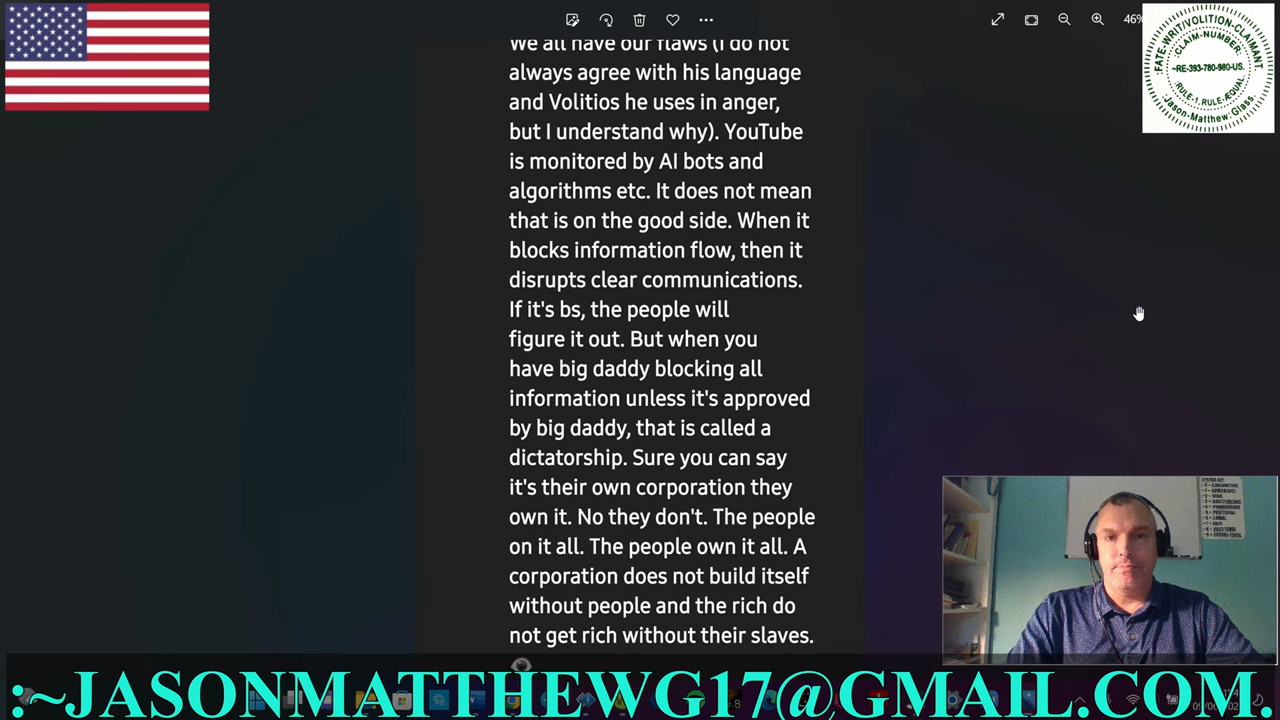 46%
We all have our flaws (I do not
always agree with his language
and Volitios he uses in anger,
but I understand why). YouTube
is monitored by AI bots and
algorithms etc. It does not mean
that is on the good side. When it
blocks information flow, then it
disrupts clear communications.
If it's bs, the people will
figure it out. But when you
have big daddy blocking all
information unless it's approved
by big daddy, that is called a
dictatorship. Sure you can say
it's their own corporation they
own it. No they don't. The people
on it all. The people own it all. A
corporation does not build itself
without people and the rich do
not get rich without their slaves.
:FATE-WRIT/VOLITION-CLAIMANT
CLAIM-NUMBER:
~RE-393-780-980-US.
:RULE-1. RULE-ÆQUAL.
:Jason-Matthew: Glass.
:~JASONMATTHEWG17@GMAIL.COM.